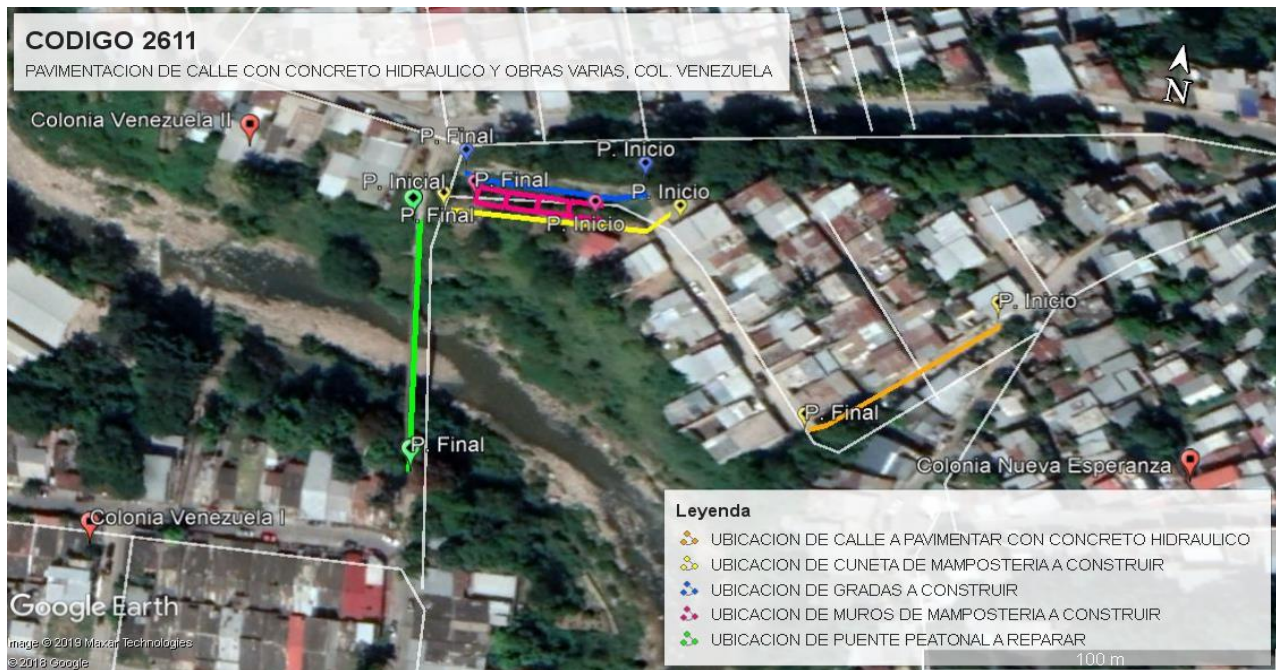 CODIGO 2611
PAVIMENTACION DE CALLE CON CONCRETO HIDRAULICO Y OBRAS VARIAS, COL. VENEZUELA
N
Colonia Venezuela II
P. Final
P. Inicio
P. Inicial
P. Final
P. Inicio
P. Final
P. Inicio
P. Inicio
P. Final
P. Final
Colonia Nueva Esperanza
Colonia Venezuela I
Leyenda
UBICACION DE CALLE A PAVIMENTAR CON CONCRETO HIDRAULICO
UBICACION DE CUNETA DE MAMPOSTERIA A CONSTRUIR
UBICACION DE GRADAS A CONSTRUIR
UBICACION DE MUROS DE MAMPOSTERIA A CONSTRUIR
UBICACION DE PUENTE PEATONAL A REPARAR
100 m
Google Earth
Image © 2019 Maxar Technologies
© 2018 Google